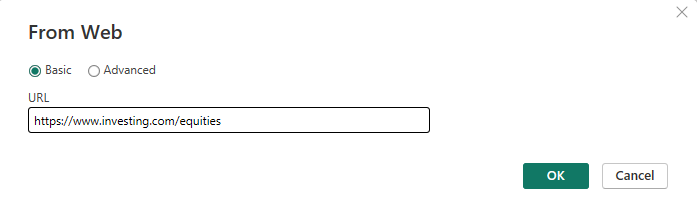 From Web
Basic Advanced
URL
https://www.investing.com/equities
OK Cancel